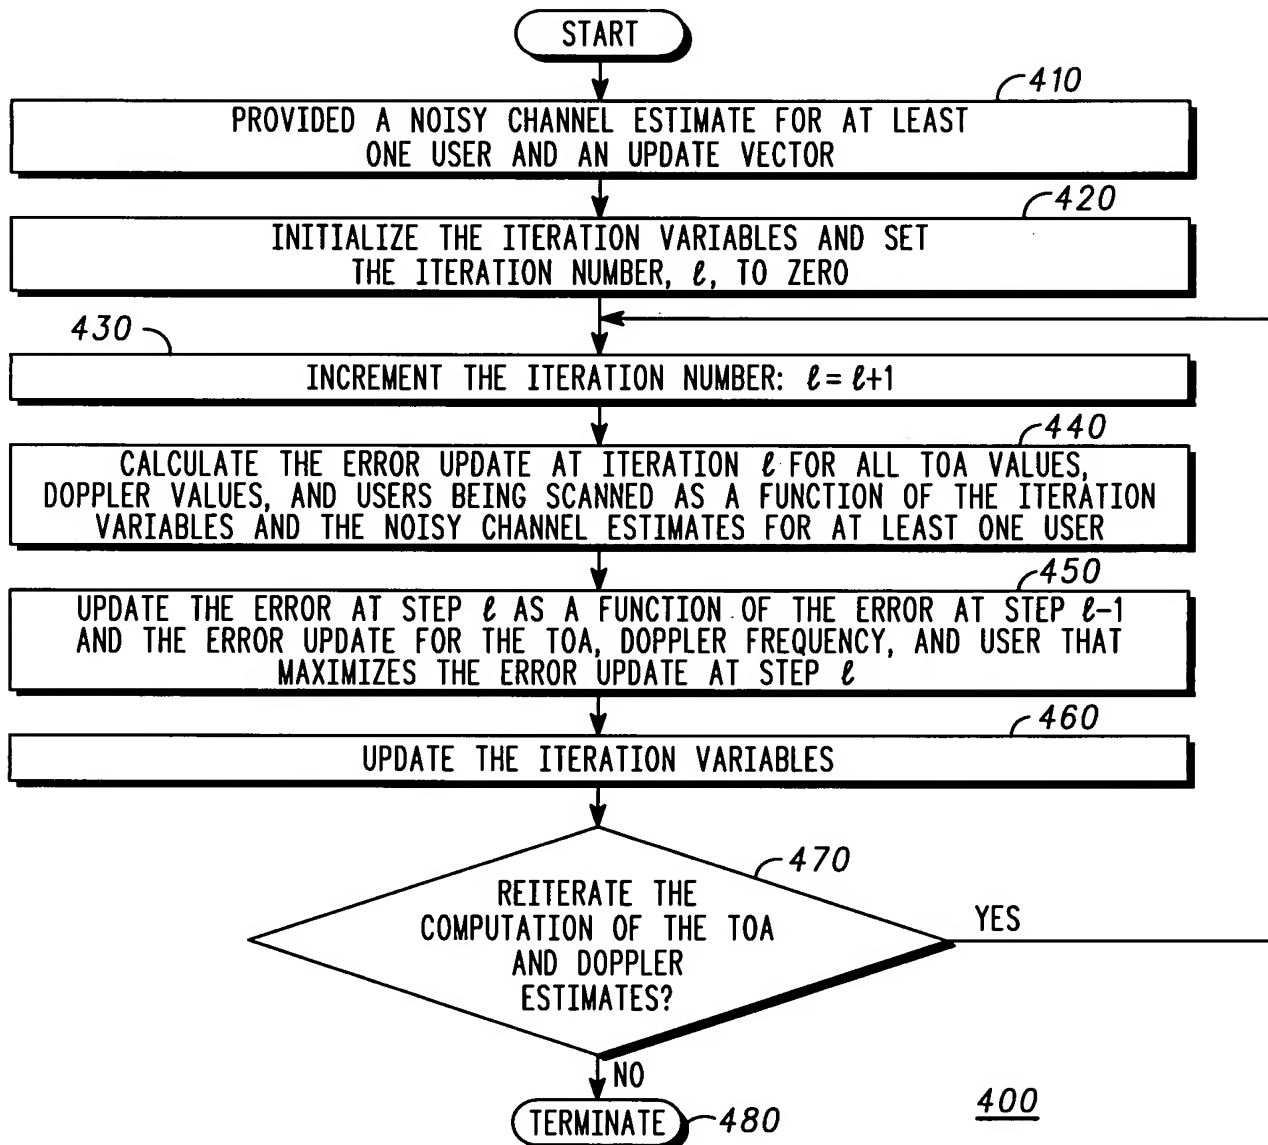 START
410
PROVIDED A NOISY CHANNEL ESTIMATE FOR AT LEAST
ONE USER AND AN UPDATE VECTOR
420
INITIALIZE THE ITERATION VARIABLES AND SET
THE ITERATION NUMBER, ℓ, TO ZERO
430
INCREMENT THE ITERATION NUMBER: ℓ = ℓ+1
440
CALCULATE THE ERROR UPDATE AT ITERATION ℓ FOR ALL TOA VALUES,
DOPPLER VALUES, AND USERS BEING SCANNED AS A FUNCTION OF THE ITERATION
VARIABLES AND THE NOISY CHANNEL ESTIMATES FOR AT LEAST ONE USER
450
UPDATE THE ERROR AT STEP ℓ AS A FUNCTION OF THE ERROR AT STEP ℓ-1
AND THE ERROR UPDATE FOR THE TOA, DOPPLER FREQUENCY, AND USER THAT
MAXIMIZES THE ERROR UPDATE AT STEP ℓ
460
UPDATE THE ITERATION VARIABLES
470
REITERATE THE
COMPUTATION OF THE TOA
AND DOPPLER
ESTIMATES?
YES
NO
TERMINATE
480
400